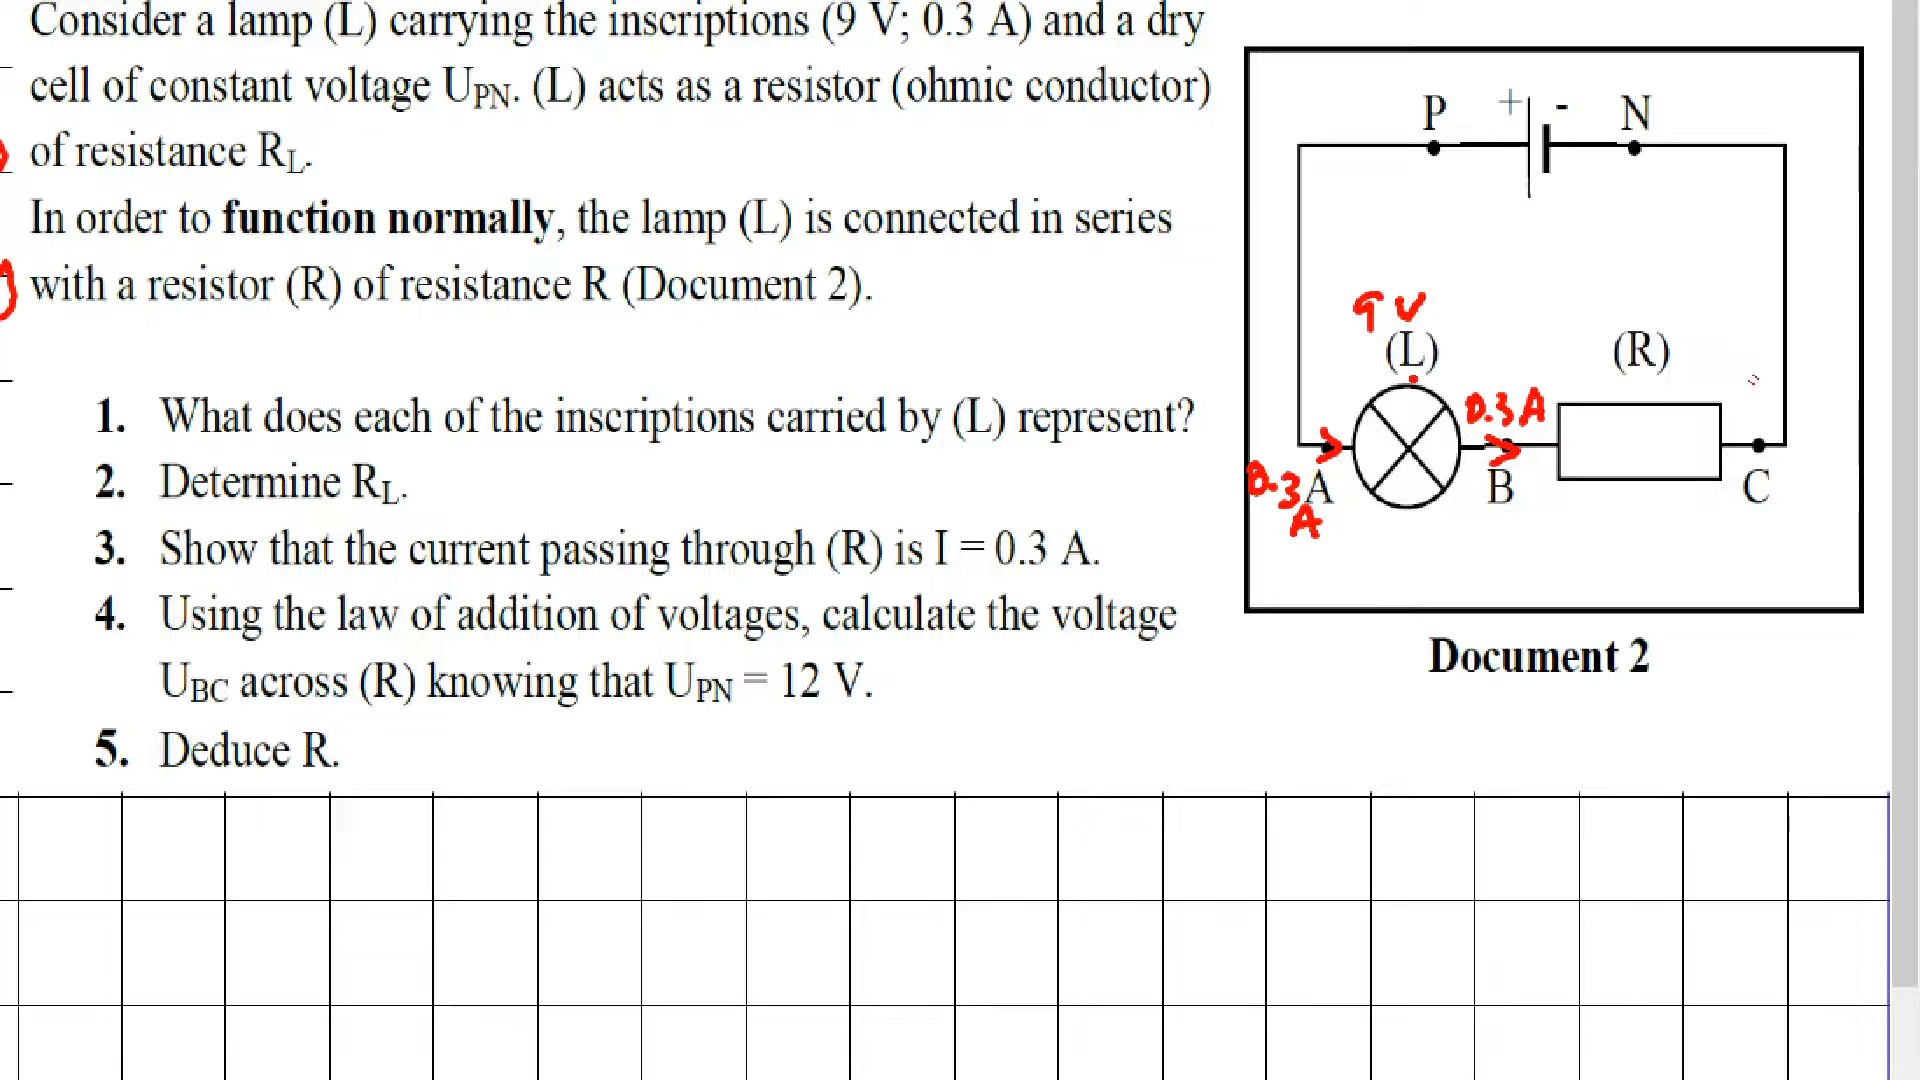 Consider a lamp (L) carrying the inscriptions (9 V; 0.3 A) and a dry
cell of constant voltage UPN. (L) acts as a resistor (ohmic conductor)
of resistance RL.
In order to function normally, the lamp (L) is connected in series
with a resistor (R) of resistance R (Document 2).
1. What does each of the inscriptions carried by (L) represent?
2. Determine RL.
3. Show that the current passing through (R) is I = 0.3 A.
4. Using the law of addition of voltages, calculate the voltage
UBC across (R) knowing that UPN = 12 V.
5. Deduce R.
P + - N
9 V
(L) (R)
0.3 A
0.3 A
A B C
Document 2